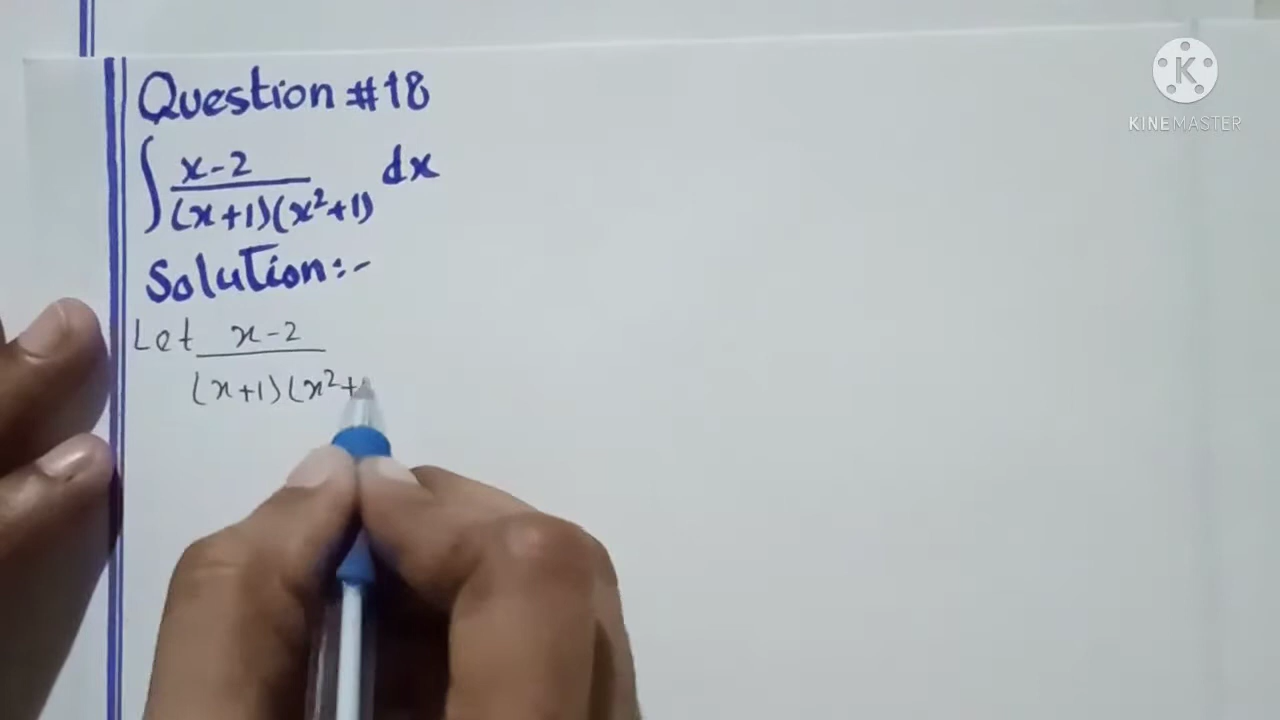 Question #18
∫ x-2 / (x+1)(x²+1) dx
Solution:-
Let x-2 / (x+1)(x²+
K
KINEMASTER